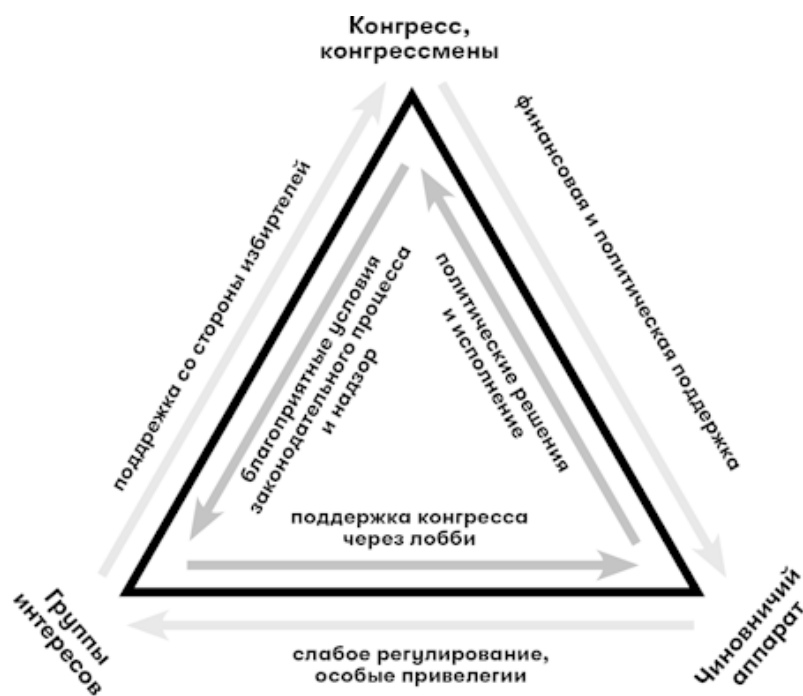 Конгресс,
конгрессмены
поддрежка со стороны избиртелей
финансовая и политическая поддержка
благоприятные условия
законодательного процесса
и надзор
политические решения
и исполнение
поддержка конгресса
через лобби
Группы
интересов
Чиновничий
аппарат
слабое регулирование,
особые привелегии